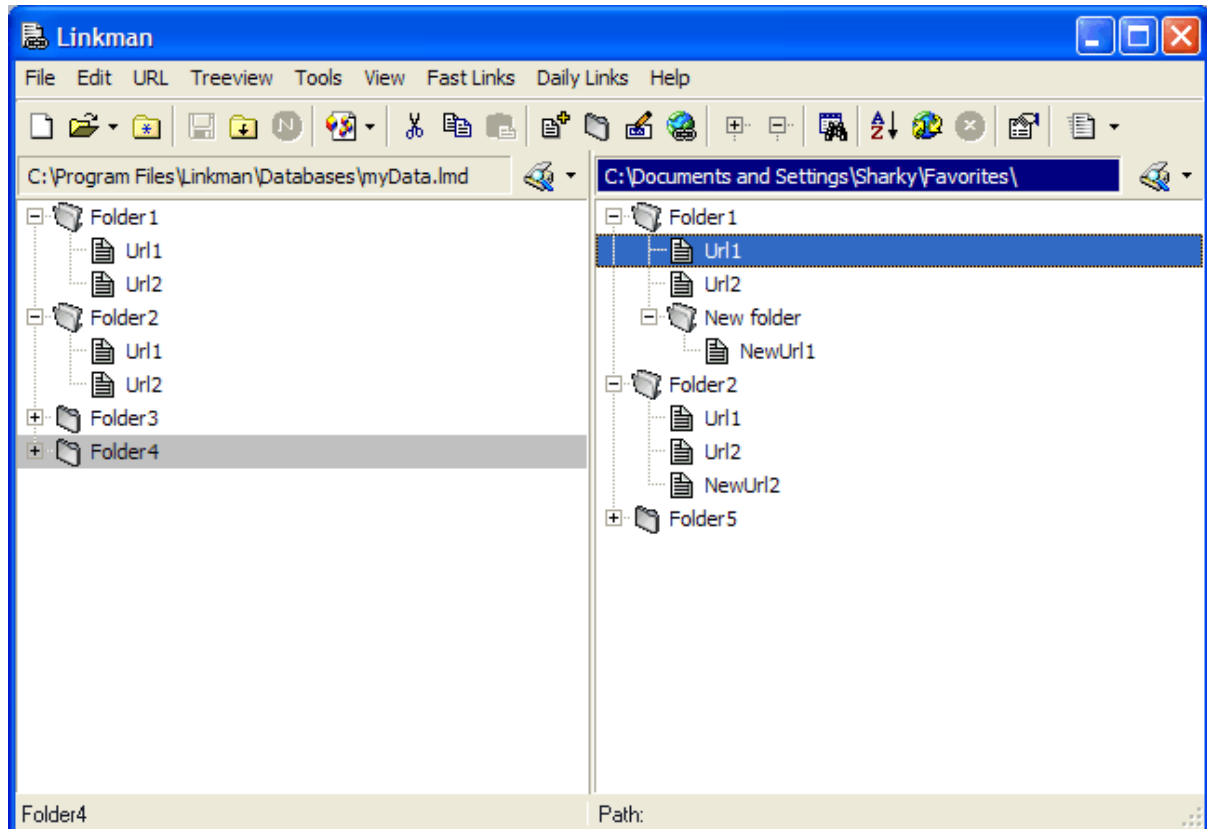 Linkman
File Edit URL Treeview Tools View Fast Links Daily Links Help
C:\Program Files\Linkman\Databases\myData.lmd
Folder1
Url1
Url2
Folder2
Url1
Url2
Folder3
Folder4
C:\Documents and Settings\Sharky\Favorites\
Folder1
Url1
Url2
New folder
NewUrl1
Folder2
Url1
Url2
NewUrl2
Folder5
Folder4
Path: